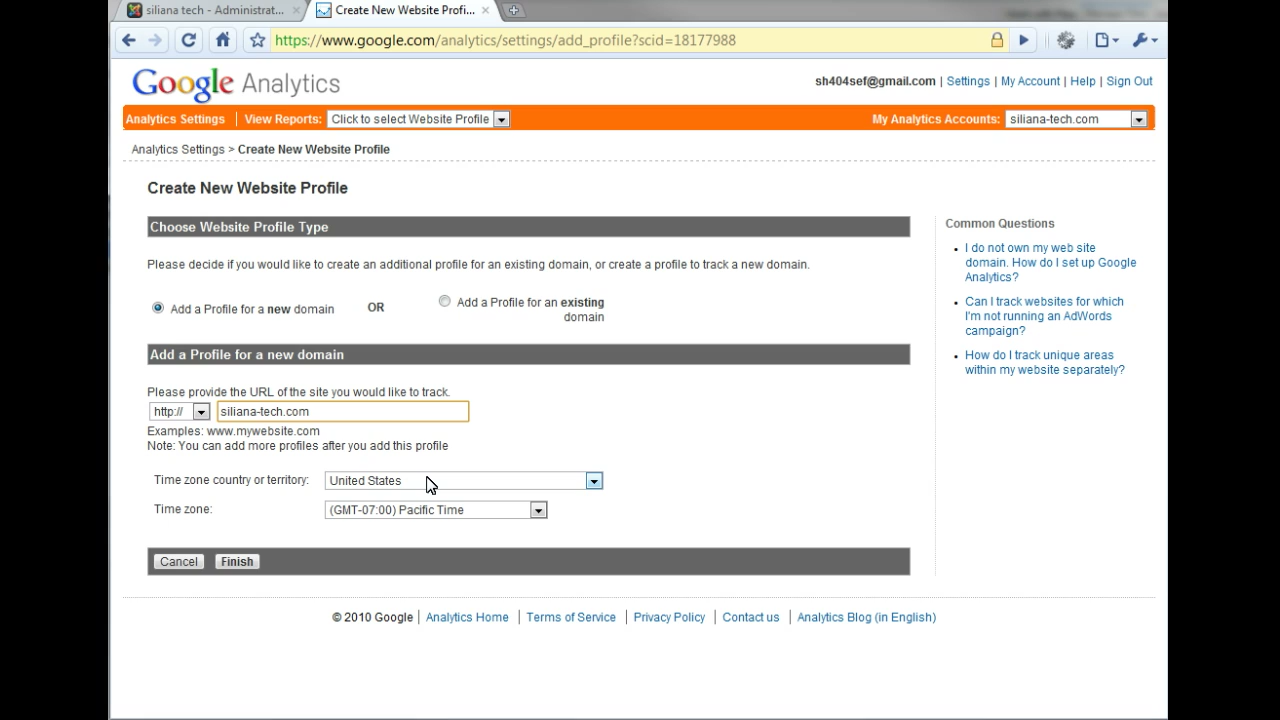 siliana tech - Administrat...
Create New Website Profi...
https://www.google.com/analytics/settings/add_profile?scid=18177988
Google Analytics
sh404sef@gmail.com | Settings | My Account | Help | Sign Out
Analytics Settings | View Reports: Click to select Website Profile
My Analytics Accounts: siliana-tech.com
Analytics Settings > Create New Website Profile
Create New Website Profile
Choose Website Profile Type
Please decide if you would like to create an additional profile for an existing domain, or create a profile to track a new domain.
Add a Profile for a new domain
OR
Add a Profile for an existing
domain
Add a Profile for a new domain
Please provide the URL of the site you would like to track.
http:// siliana-tech.com
Examples: www.mywebsite.com
Note: You can add more profiles after you add this profile
Time zone country or territory: United States
Time zone: (GMT-07:00) Pacific Time
Cancel Finish
Common Questions
I do not own my web site
domain. How do I set up Google
Analytics?
Can I track websites for which
I'm not running an AdWords
campaign?
How do I track unique areas
within my website separately?
© 2010 Google | Analytics Home | Terms of Service | Privacy Policy | Contact us | Analytics Blog (in English)